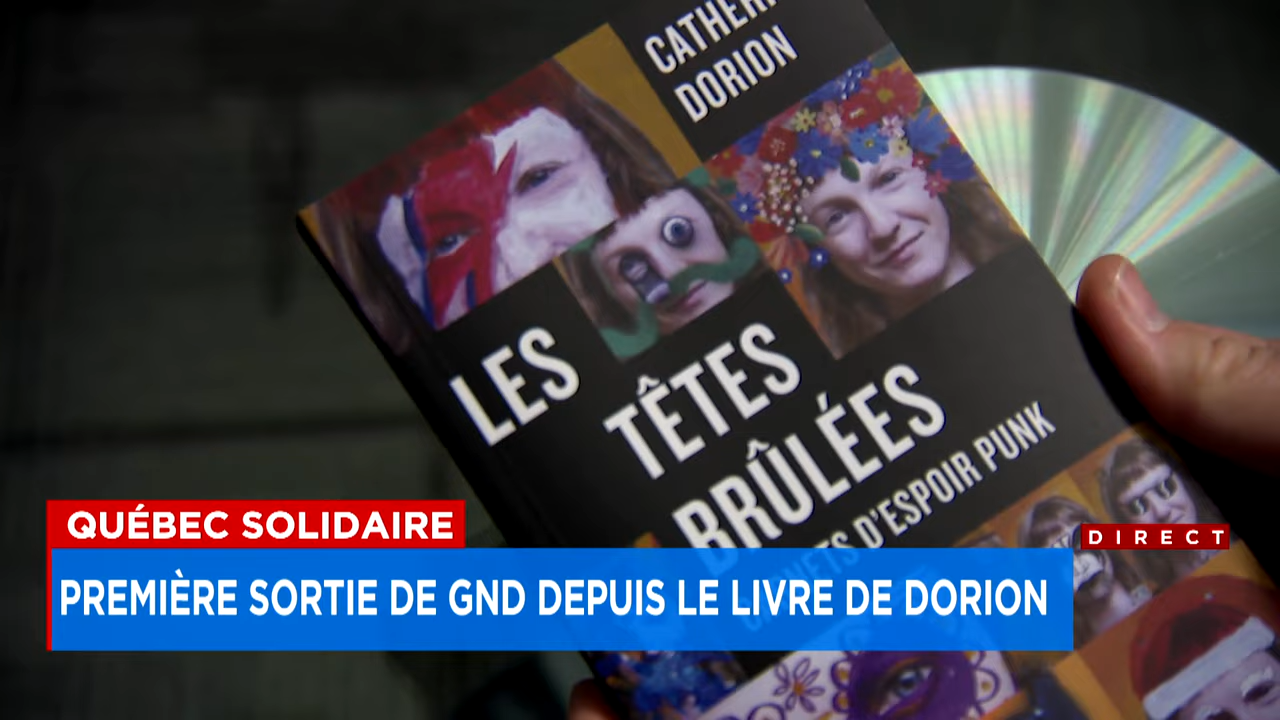 DORION
LES
TÊTES
BRÛLÉES
D'ESPOIR PUNK
QUÉBEC SOLIDAIRE
DIRECT
PREMIÈRE SORTIE DE GND DEPUIS LE LIVRE DE DORION